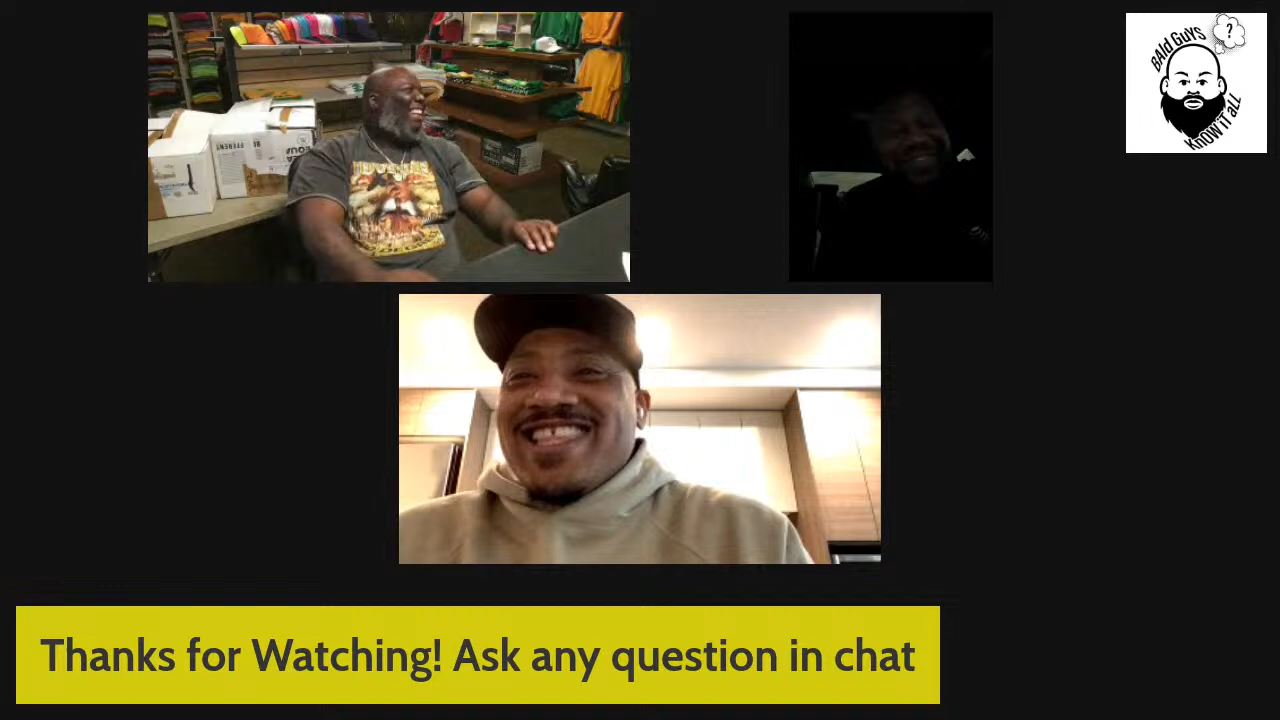 BAld GUYS
?
KNOW iT aLL
Thanks for Watching! Ask any question in chat